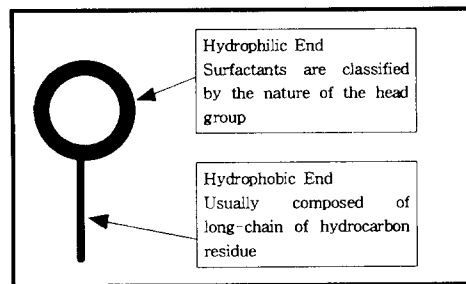 Hydrophilic End
Surfactants are classified
by the nature of the head
group
Hydrophobic End
Usually composed of
long-chain of hydrocarbon
residue